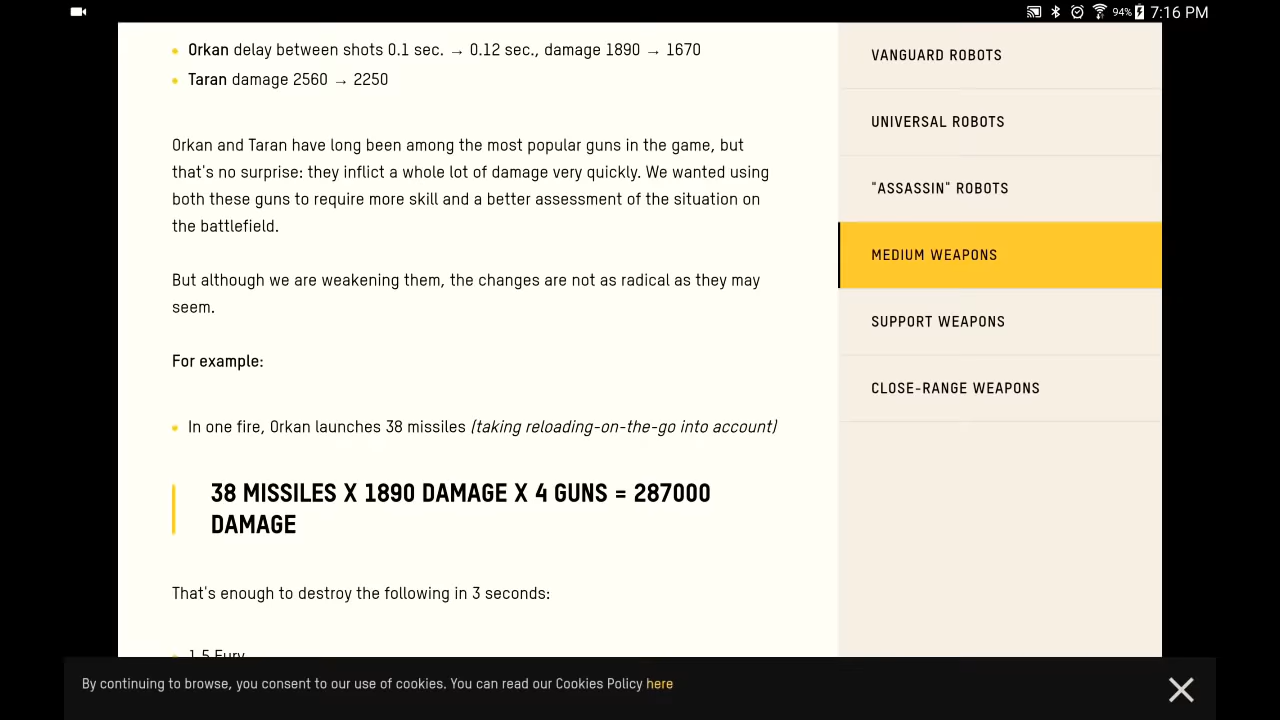 94% 7:16 PM
Orkan delay between shots 0.1 sec. → 0.12 sec., damage 1890 → 1670
Taran damage 2560 → 2250
Orkan and Taran have long been among the most popular guns in the game, but
that's no surprise: they inflict a whole lot of damage very quickly. We wanted using
both these guns to require more skill and a better assessment of the situation on
the battlefield.
But although we are weakening them, the changes are not as radical as they may
seem.
For example:
In one fire, Orkan launches 38 missiles (taking reloading-on-the-go into account)
38 MISSILES X 1890 DAMAGE X 4 GUNS = 287000
DAMAGE
That's enough to destroy the following in 3 seconds:
1.5 Fury
VANGUARD ROBOTS
UNIVERSAL ROBOTS
"ASSASSIN" ROBOTS
MEDIUM WEAPONS
SUPPORT WEAPONS
CLOSE-RANGE WEAPONS
By continuing to browse, you consent to our use of cookies. You can read our Cookies Policy here